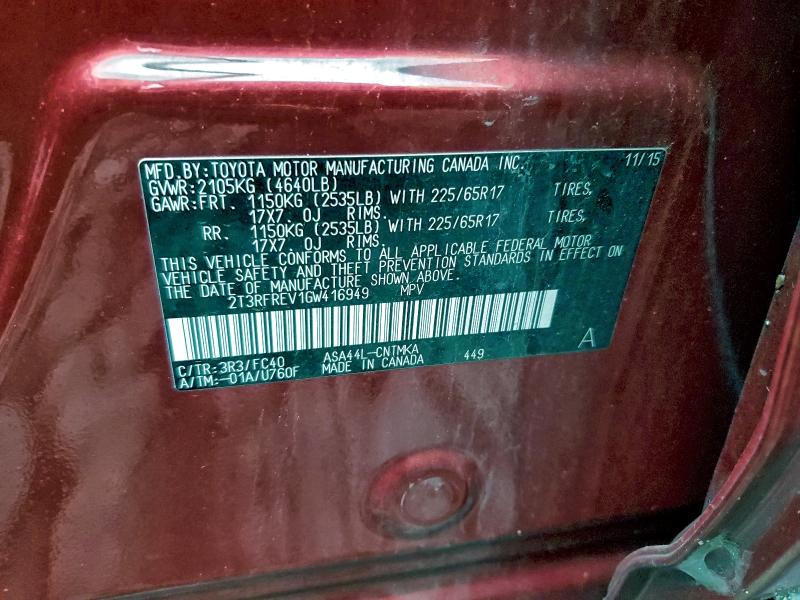 MFD. BY: TOYOTA MOTOR MANUFACTURING CANADA INC. 11/15
GVWR: 2105KG (4640LB)
GAWR: FRT. 1150KG (2535LB) WITH 225/65R17 TIRES,
17X7. OJ RIMS.
RR. 1150KG (2535LB) WITH 225/65R17 TIRES,
17X7. OJ RIMS.
THIS VEHICLE CONFORMS TO ALL APPLICABLE FEDERAL MOTOR
VEHICLE SAFETY AND THEFT PREVENTION STANDARDS IN EFFECT ON
THE DATE OF MANUFACTURE SHOWN ABOVE.
2T3RFREV1GW416949 MPV
C/TR: 3R3/FC40 ASA44L-CNTMKA 449 A
A/TM: -01A/U760F MADE IN CANADA